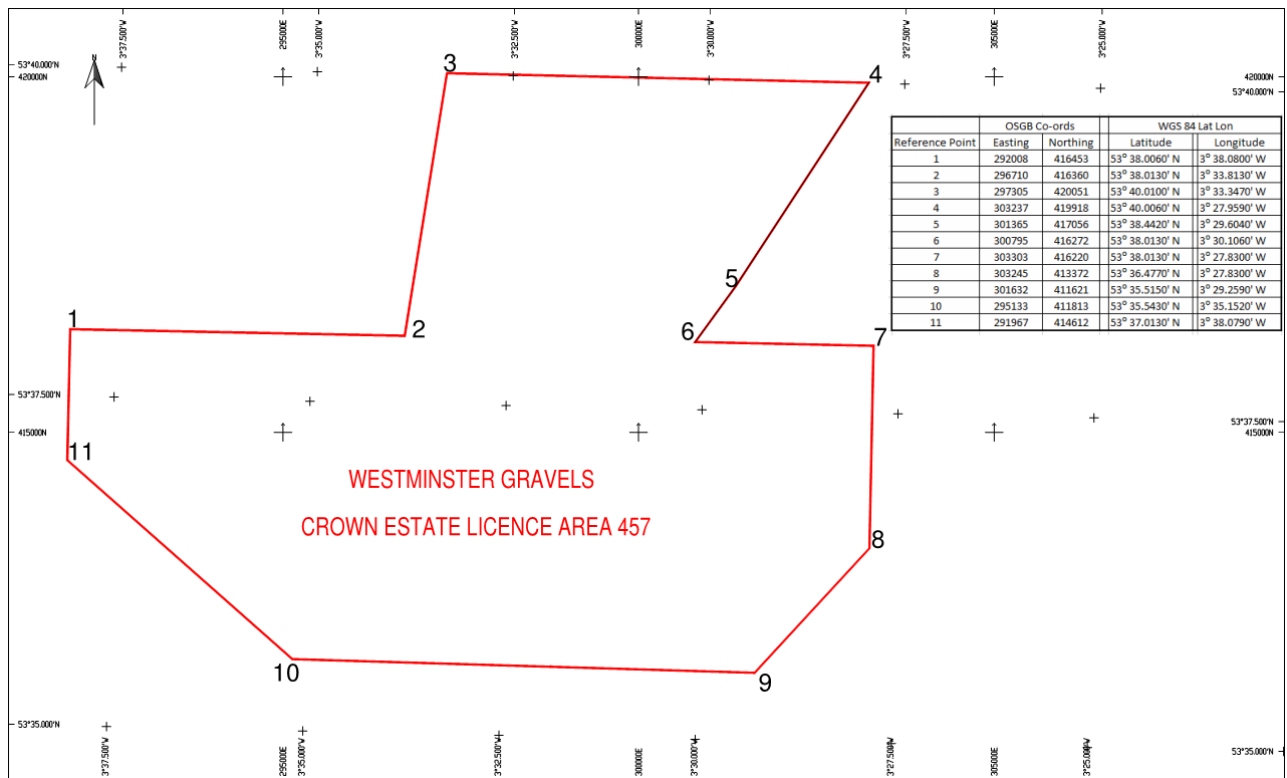 3°37.500'W 295000E 3°35.000'W 3°32.500'W 300000E 3°30.000'W 3°27.500'W 305000E 3°25.000'W
N
53°40.000'N
420000N
420000N
53°40.000'N
3
4
OSGB Co-ords WGS 84 Lat Lon
Reference Point Easting Northing Latitude Longitude
1 292008 416453 53° 38.0060' N 3° 38.0800' W
2 296710 416360 53° 38.0130' N 3° 33.8130' W
3 297305 420051 53° 40.0100' N 3° 33.3470' W
4 303237 419918 53° 40.0060' N 3° 27.9590' W
5 301365 417056 53° 38.4420' N 3° 29.6040' W
6 300795 416272 53° 38.0130' N 3° 30.1060' W
7 303303 416220 53° 38.0130' N 3° 27.8300' W
8 303245 413372 53° 36.4770' N 3° 27.8300' W
9 301632 411621 53° 35.5150' N 3° 29.2590' W
10 295133 411813 53° 35.5430' N 3° 35.1520' W
11 291967 414612 53° 37.0130' N 3° 38.0790' W
5
1
2
6
7
53°37.500'N
53°37.500'N
415000N
415000N
11
WESTMINSTER GRAVELS
CROWN ESTATE LICENCE AREA 457
8
10
9
53°35.000'N
53°35.000'N
3°37.500'W 295000E 3°35.000'W 3°32.500'W 300000E 3°30.000'W 3°27.500'W 305000E 3°25.000'W